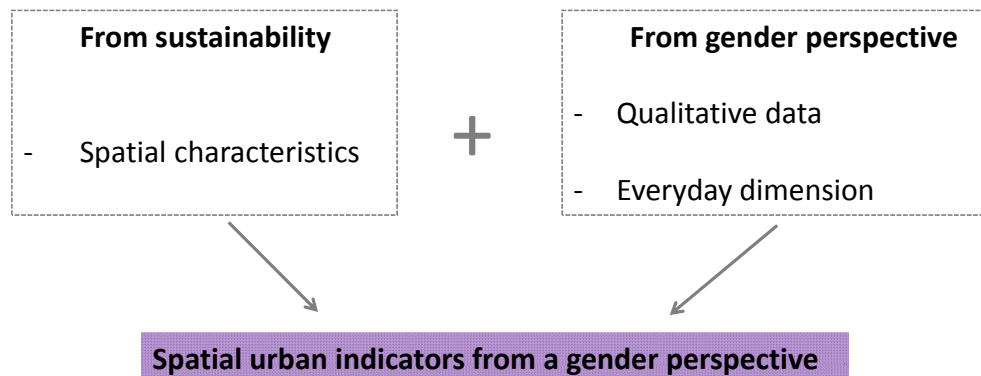 From sustainability
- Spatial characteristics
+
From gender perspective
- Qualitative data
- Everyday dimension
Spatial urban indicators from a gender perspective